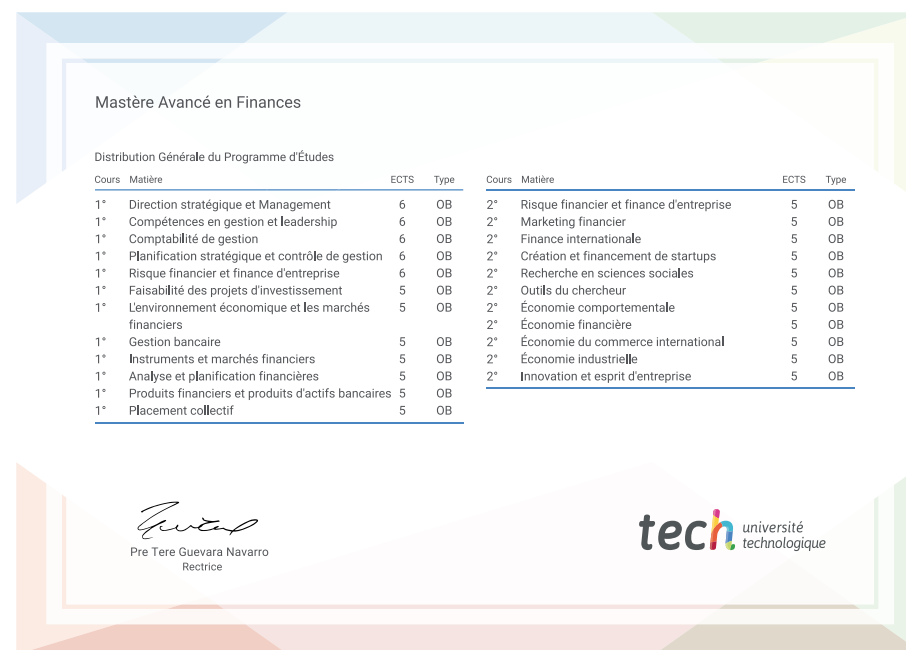 Mastère Avancé en Finances
Distribution Générale du Programme d'Études
Cours Matière ECTS Type
1° Direction stratégique et Management 6 OB
1° Compétences en gestion et leadership 6 OB
1° Comptabilité de gestion 6 OB
1° Planification stratégique et contrôle de gestion 6 OB
1° Risque financier et finance d'entreprise 6 OB
1° Faisabilité des projets d'investissement 5 OB
1° L'environnement économique et les marchés 5 OB
financiers
1° Gestion bancaire 5 OB
1° Instruments et marchés financiers 5 OB
1° Analyse et planification financières 5 OB
1° Produits financiers et produits d'actifs bancaires 5 OB
1° Placement collectif 5 OB
Cours Matière ECTS Type
2° Risque financier et finance d'entreprise 5 OB
2° Marketing financier 5 OB
2° Finance internationale 5 OB
2° Création et financement de startups 5 OB
2° Recherche en sciences sociales 5 OB
2° Outils du chercheur 5 OB
2° Économie comportementale 5 OB
2° Économie financière 5 OB
2° Économie du commerce international 5 OB
2° Économie industrielle 5 OB
2° Innovation et esprit d'entreprise 5 OB
Pre Tere Guevara Navarro
Rectrice
tech université
technologique